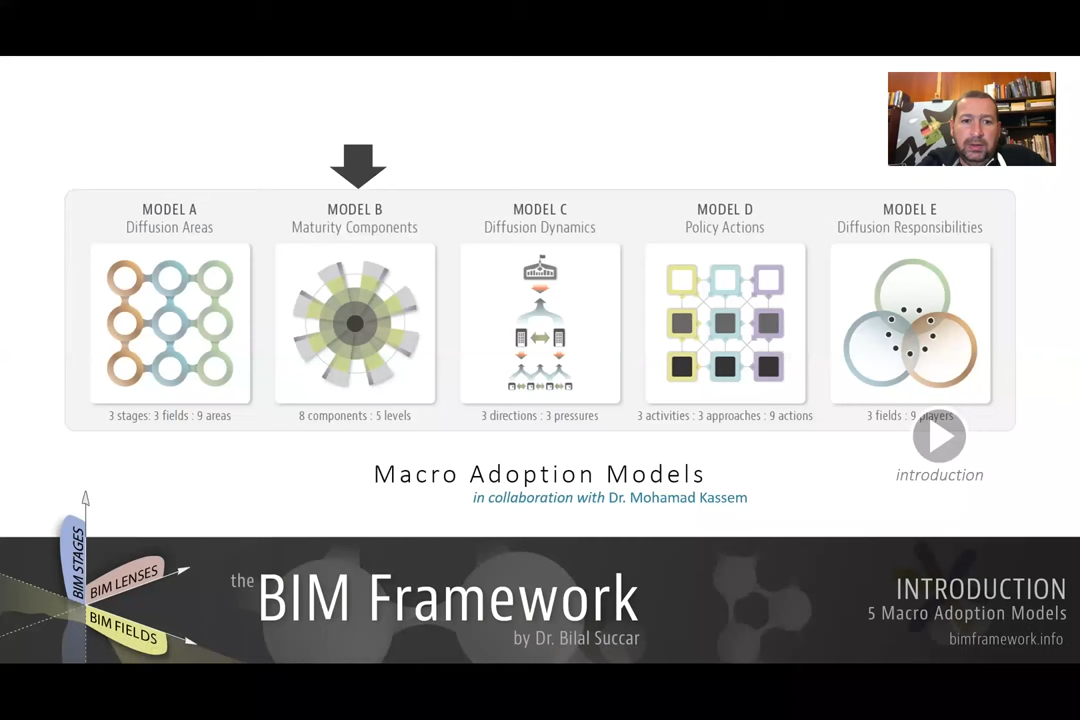 MODEL A
Diffusion Areas
3 stages: 3 fields : 9 areas
MODEL B
Maturity Components
8 components : 5 levels
MODEL C
Diffusion Dynamics
3 directions : 3 pressures
MODEL D
Policy Actions
3 activities : 3 approaches : 9 actions
MODEL E
Diffusion Responsibilities
3 fields : 9 players
introduction
Macro Adoption Models
in collaboration with Dr. Mohamad Kassem
BIM STAGES
BIM LENSES
BIM FIELDS
the BIM Framework
by Dr. Bilal Succar
INTRODUCTION
5 Macro Adoption Models
bimframework.info